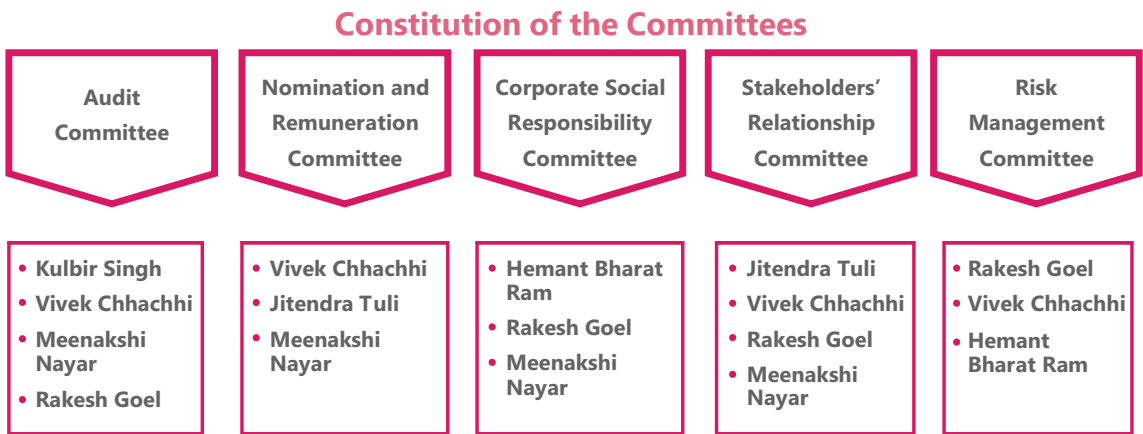 Constitution of the Committees
Audit
Committee
Nomination and
Remuneration
Committee
Corporate Social
Responsibility
Committee
Stakeholders’
Relationship
Committee
Risk
Management
Committee
• Kulbir Singh
• Vivek Chhachhi
• Meenakshi
Nayar
• Rakesh Goel
• Vivek Chhachhi
• Jitendra Tuli
• Meenakshi
Nayar
• Hemant Bharat
Ram
• Rakesh Goel
• Meenakshi
Nayar
• Jitendra Tuli
• Vivek Chhachhi
• Rakesh Goel
• Meenakshi
Nayar
• Rakesh Goel
• Vivek Chhachhi
• Hemant
Bharat Ram